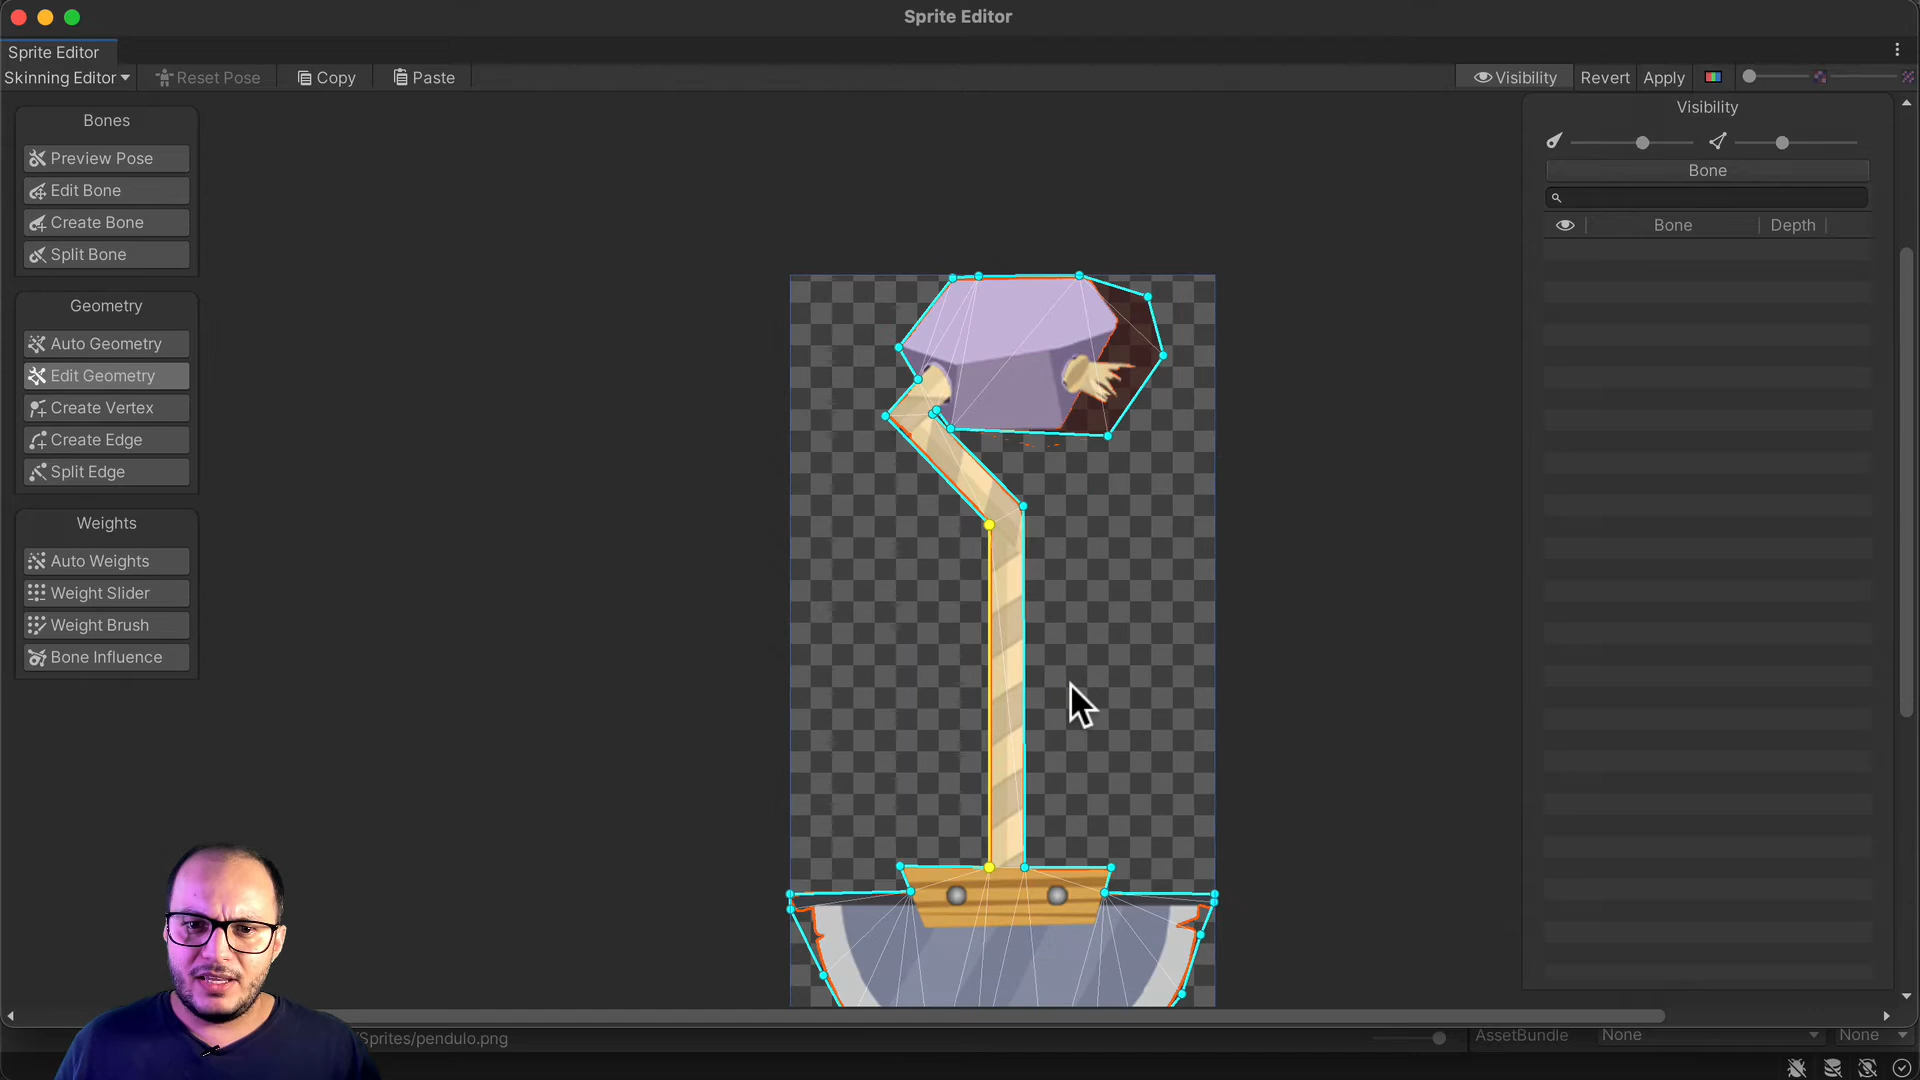 Sprite Editor
Sprite Editor
Skinning Editor
Reset Pose
Copy
Paste
Visibility
Revert
Apply
Bones
Preview Pose
Edit Bone
Create Bone
Split Bone
Geometry
Auto Geometry
Edit Geometry
Create Vertex
Create Edge
Split Edge
Weights
Auto Weights
Weight Slider
Weight Brush
Bone Influence
Visibility
Bone
Bone
Depth
Sprites/pendulo.png
AssetBundle
None
None